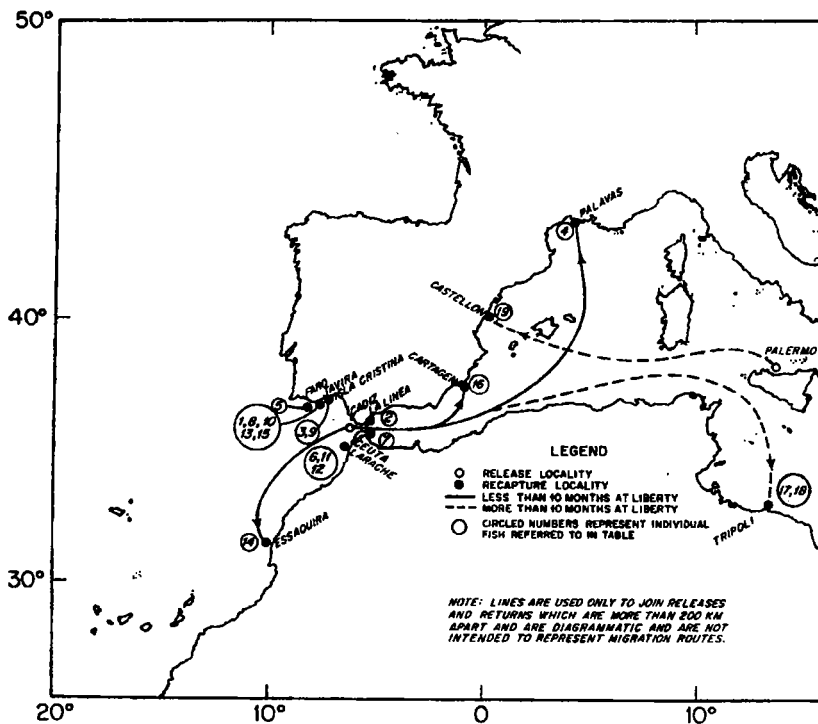 50°
PALAVAS
4
CASTELLON
19
40°
PALERMO
FARO
TAVIRA
ISLA CRISTINA
CARTAGENA
16
5
CADIZ
LA LINEA
2
1,8,10
13,15
3,9
7
CEUTA
LARACHE
6,11
12
LEGEND
RELEASE LOCALITY
RECAPTURE LOCALITY
LESS THAN 10 MONTHS AT LIBERTY
MORE THAN 10 MONTHS AT LIBERTY
CIRCLED NUMBERS REPRESENT INDIVIDUAL
FISH REFERRED TO IN TABLE
17,18
TRIPOLI
14
ESSAQUIRA
30°
NOTE: LINES ARE USED ONLY TO JOIN RELEASES
AND RETURNS WHICH ARE MORE THAN 200 KM
APART AND ARE DIAGRAMMATIC AND ARE NOT
INTENDED TO REPRESENT MIGRATION ROUTES.
20°
10°
0
10°